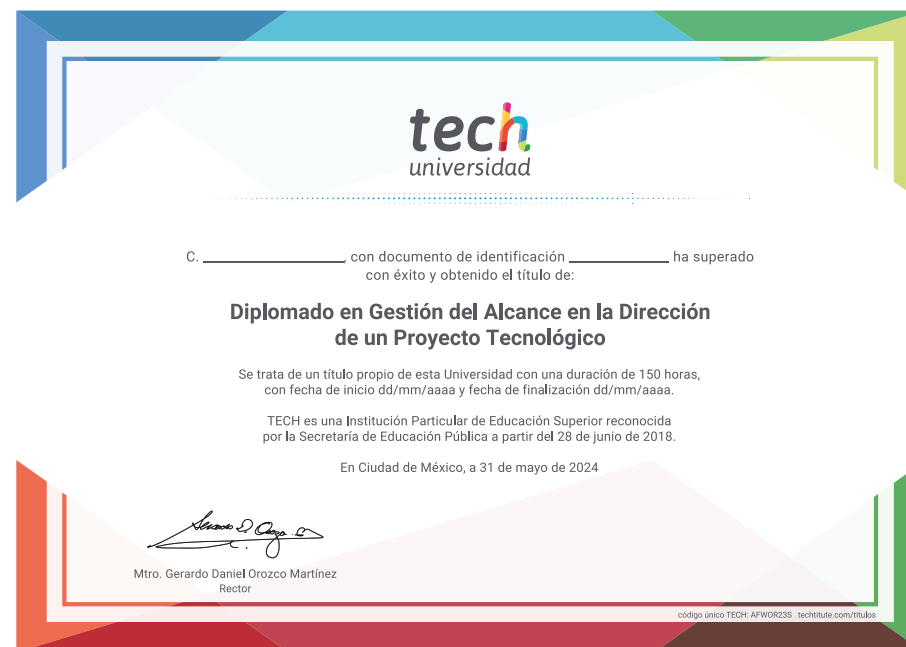 tech
universidad
C. ____________, con documento de identificación ____________ ha superado
con éxito y obtenido el título de:
Diplomado en Gestión del Alcance en la Dirección
de un Proyecto Tecnológico
Se trata de un título propio de esta Universidad con una duración de 150 horas,
con fecha de inicio dd/mm/aaaa y fecha de finalización dd/mm/aaaa.
TECH es una Institución Particular de Educación Superior reconocida
por la Secretaría de Educación Pública a partir del 28 de junio de 2018.
En Ciudad de México, a 31 de mayo de 2024
Mtro. Gerardo Daniel Orozco Martínez
Rector
código único TECH: AFWOR23S techtitute.com/titulos